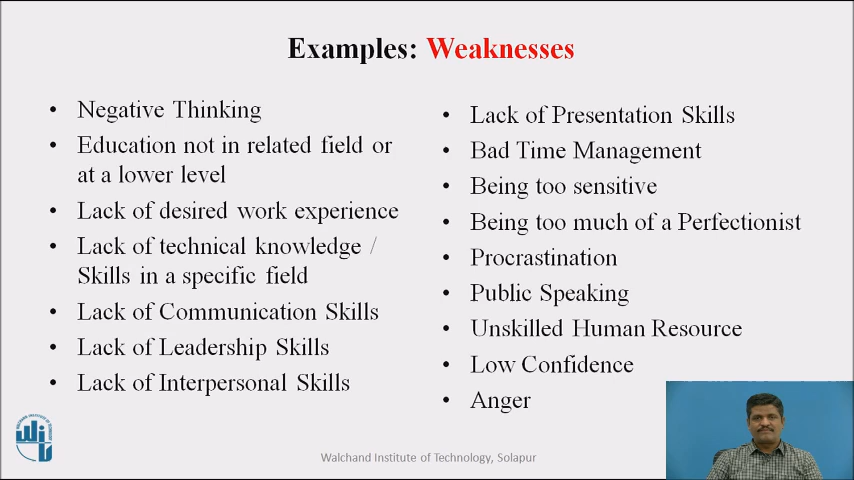 Examples: Weaknesses
• Negative Thinking
• Education not in related field or
at a lower level
• Lack of desired work experience
• Lack of technical knowledge /
Skills in a specific field
• Lack of Communication Skills
• Lack of Leadership Skills
• Lack of Interpersonal Skills
• Lack of Presentation Skills
• Bad Time Management
• Being too sensitive
• Being too much of a Perfectionist
• Procrastination
• Public Speaking
• Unskilled Human Resource
• Low Confidence
• Anger
Walchand Institute of Technology, Solapur